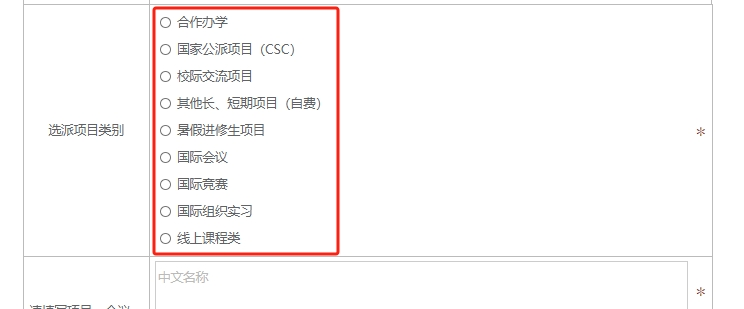 合作办学
国家公派项目（CSC）
校际交流项目
其他长、短期项目（自费）
选派项目类别
暑假进修生项目
*
国际会议
国际竞赛
国际组织实习
线上课程类
中文名称
*